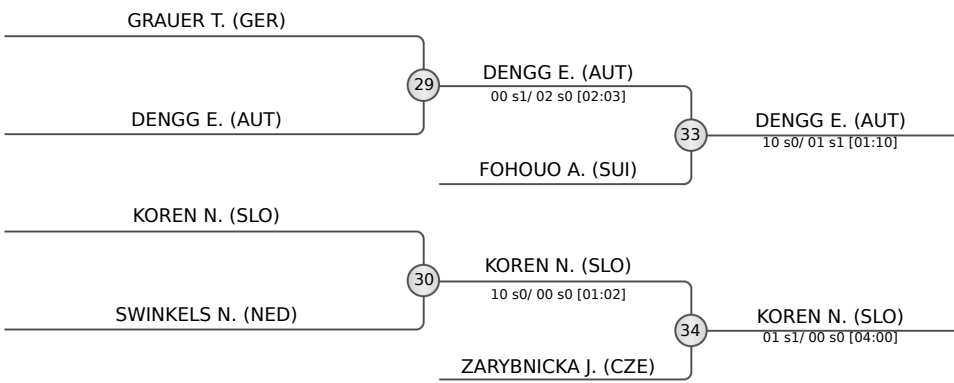 GRAUER T. (GER)
29
DENGG E. (AUT)
00 s1/ 02 s0 [02:03]
DENGG E. (AUT)
33
DENGG E. (AUT)
10 s0/ 01 s1 [01:10]
FOHOUO A. (SUI)
KOREN N. (SLO)
30
KOREN N. (SLO)
10 s0/ 00 s0 [01:02]
SWINKELS N. (NED)
34
KOREN N. (SLO)
01 s1/ 00 s0 [04:00]
ZARYBNICKA J. (CZE)